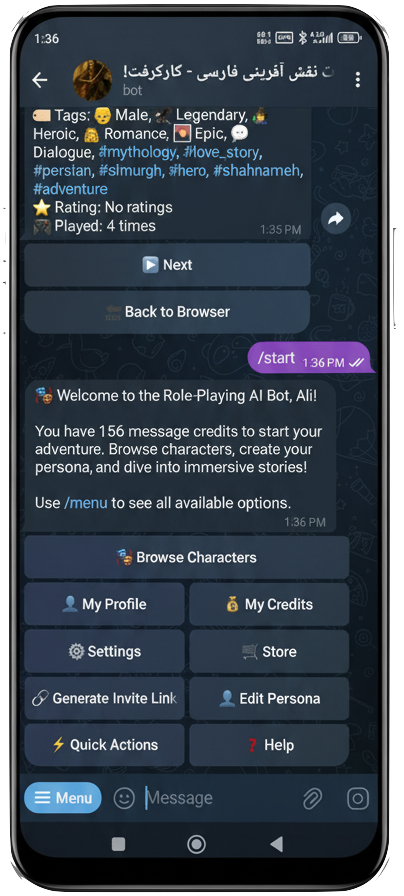 1:36
ت نقش آفرینی فارسی - کارکرفت!
bot
Tags: Male, Legendary,
Heroic, Romance, Epic,
Dialogue, #mythology, #love_story,
#persian, #simurgh, #hero, #shahnameh,
#adventure
Rating: No ratings
Played: 4 times
1:35 PM
Next
Back to Browser
/start 1:36 PM
Welcome to the Role-Playing AI Bot, Ali!
You have 156 message credits to start your
adventure. Browse characters, create your
persona, and dive into immersive stories!
Use /menu to see all available options.
1:36 PM
Browse Characters
My Profile
My Credits
Settings
Store
Generate Invite Link
Edit Persona
Quick Actions
Help
Menu
Message